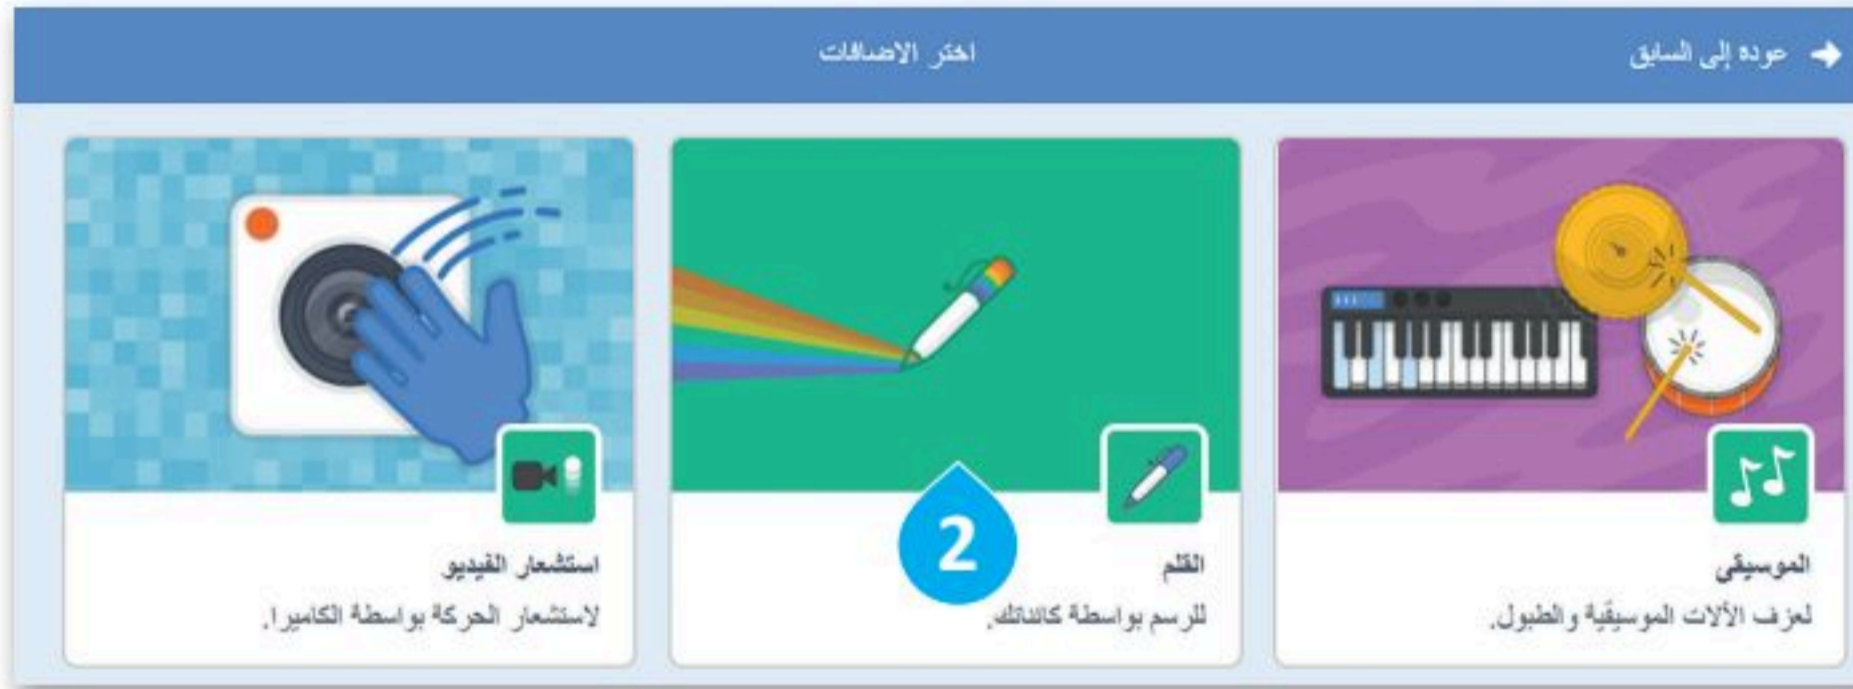 عوده إلى السابق
اختر الاضافات
الموسيقى
لعزف الآلات الموسيقية والطبول.
القلم
للرسم بواسطة كائناتك.
2
استشعار الفيديو
لاستشعار الحركة بواسطة الكاميرا.